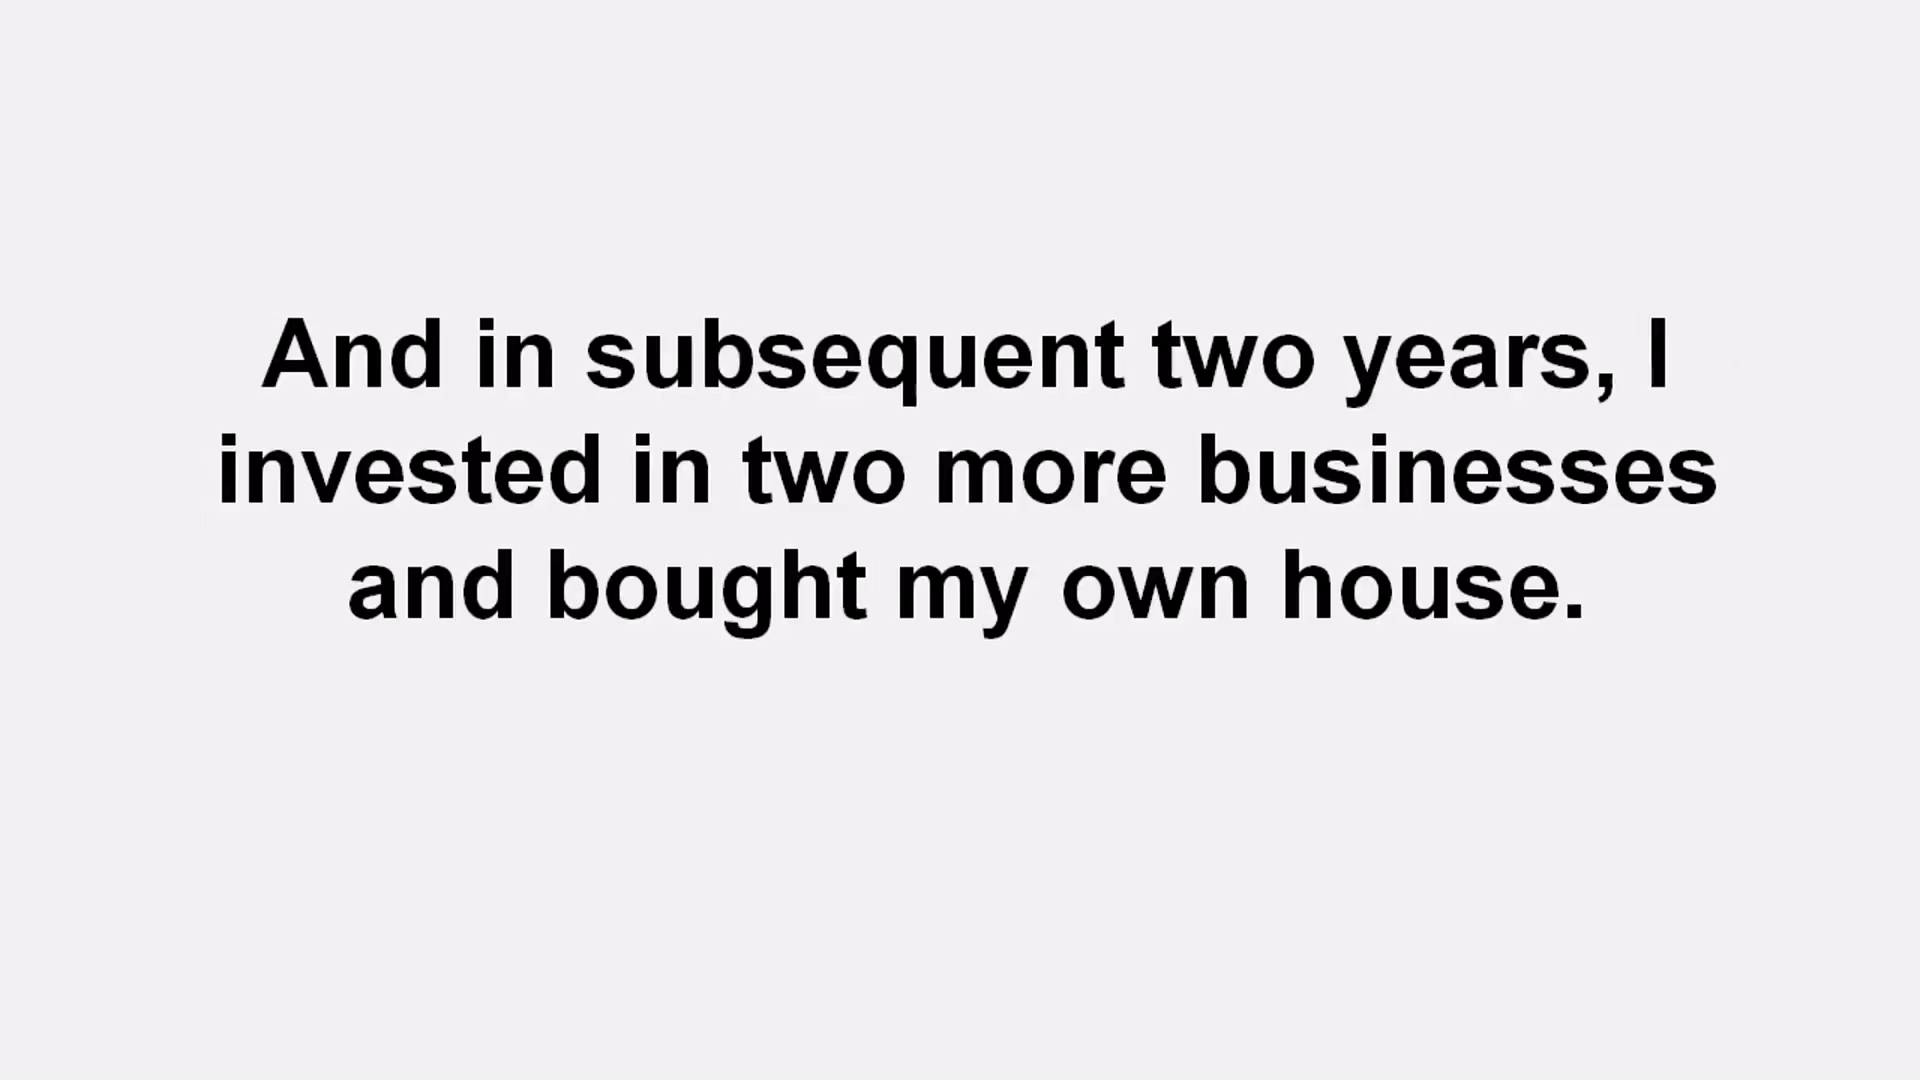 And in subsequent two years, I
invested in two more businesses
and bought my own house.